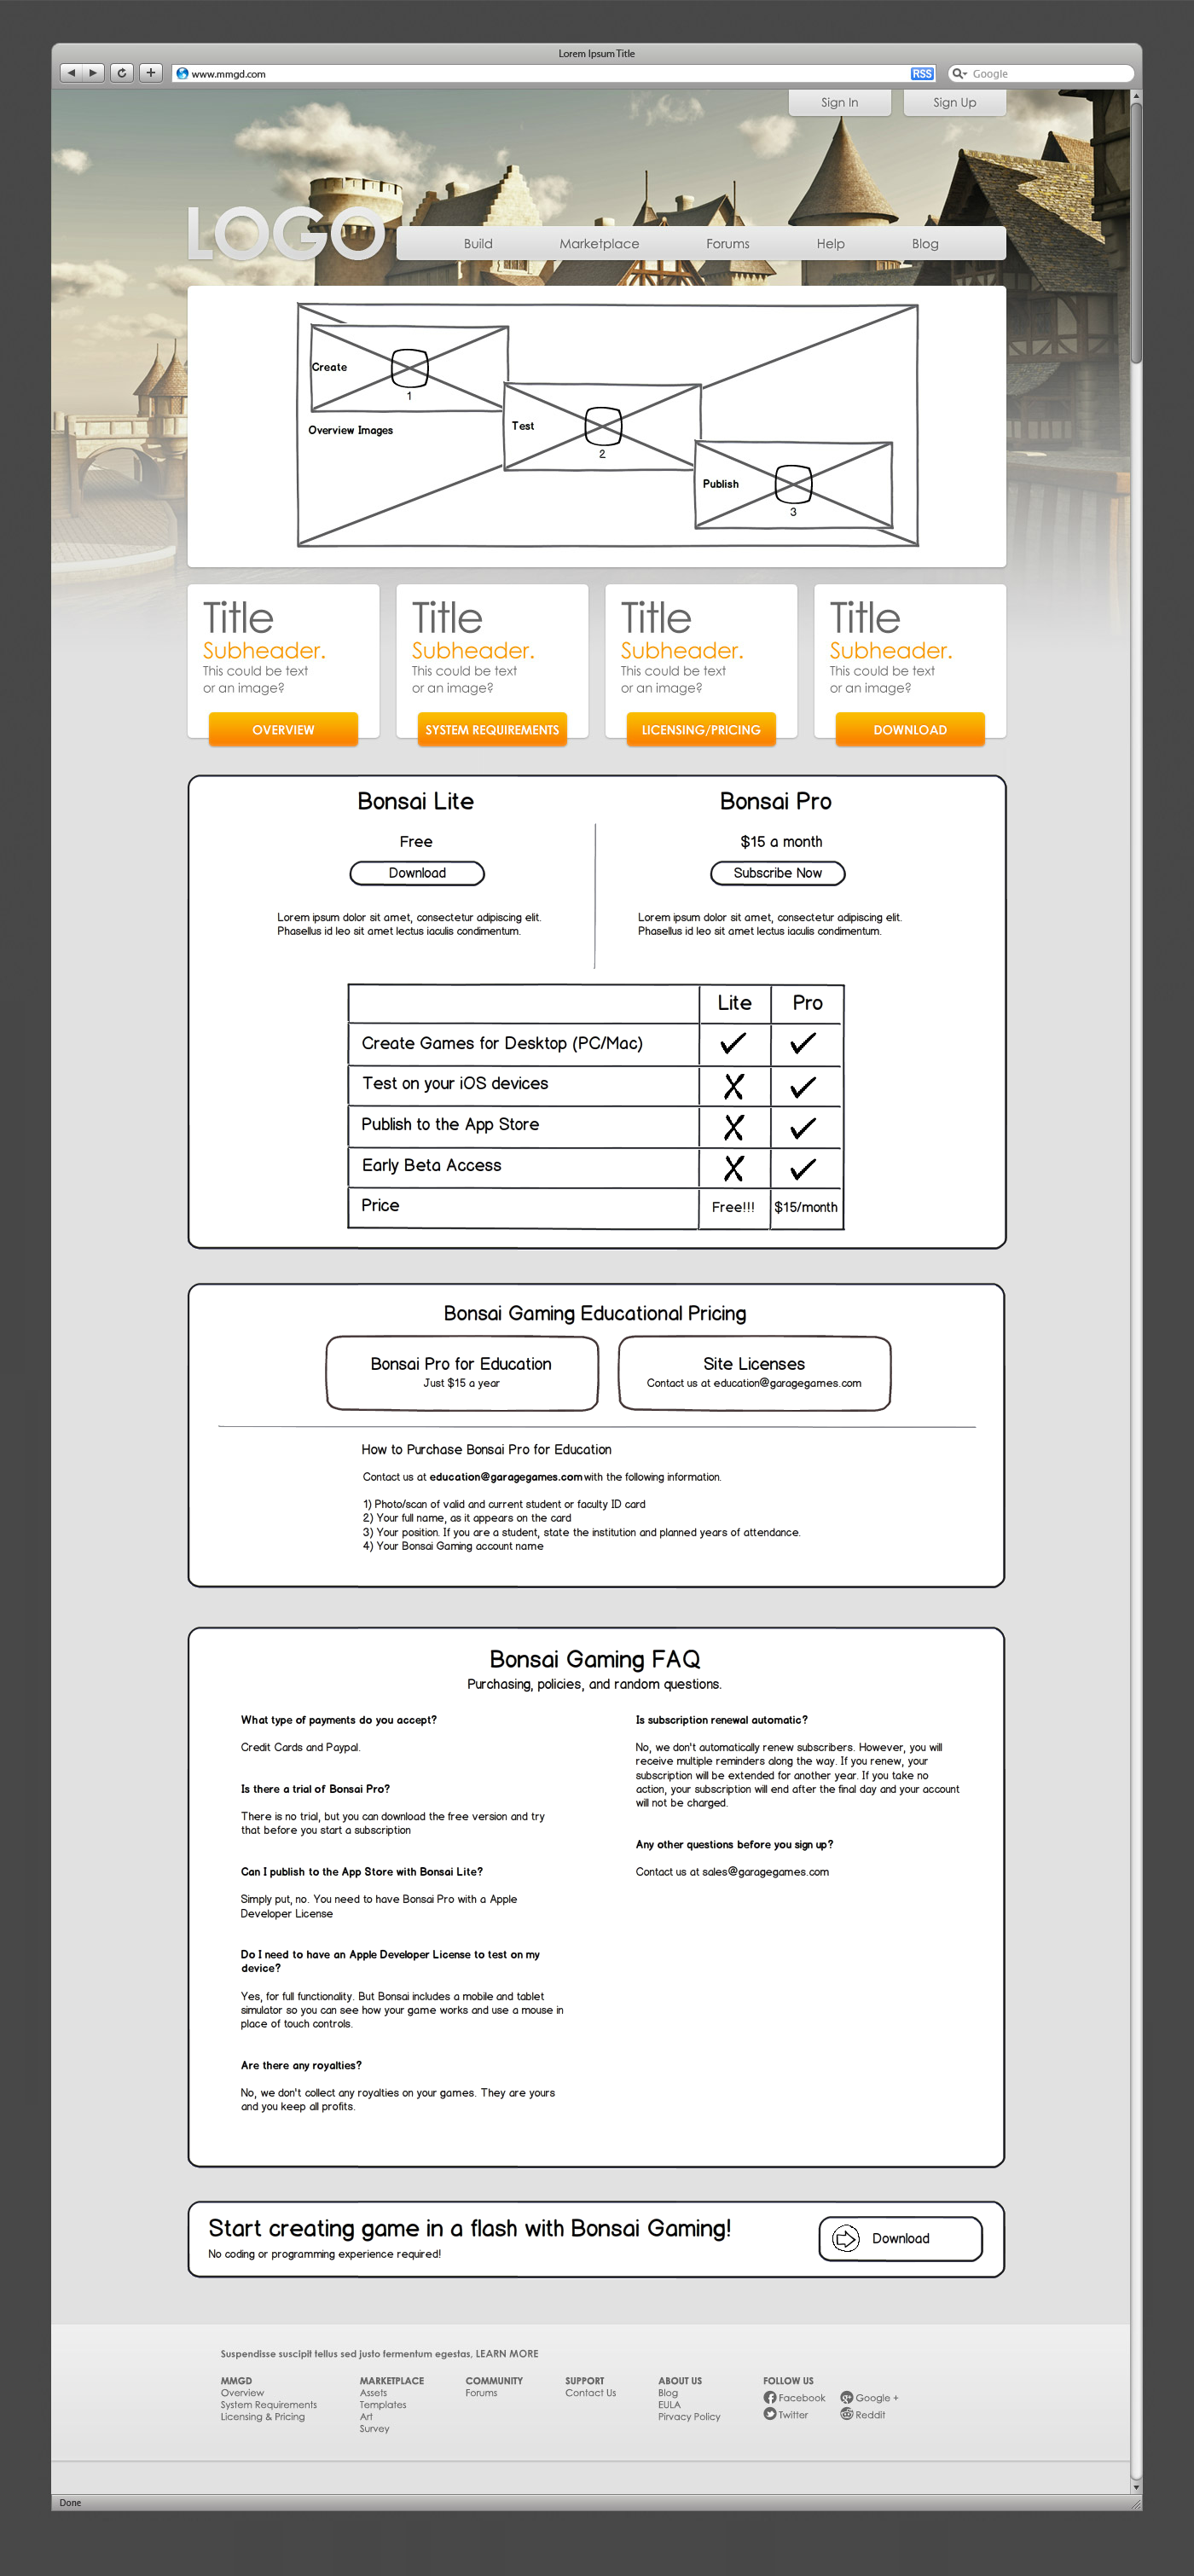 Lorem Ipsum Title
www.mmgd.com
RSS
Google
Sign In
Sign Up
LOGO
Build
Marketplace
Forums
Help
Blog
Create
1
Overview Images
Test
2
Publish
3
Title
Subheader.
This could be text
or an image?
OVERVIEW
Title
Subheader.
This could be text
or an image?
SYSTEM REQUIREMENTS
Title
Subheader.
This could be text
or an image?
LICENSING/PRICING
Title
Subheader.
This could be text
or an image?
DOWNLOAD
Bonsai Lite
Free
Download
Lorem ipsum dolor sit amet, consectetur adipiscing elit.
Phasellus id leo sit amet lectus iaculis condimentum.
Bonsai Pro
$15 a month
Subscribe Now
Lorem ipsum dolor sit amet, consectetur adipiscing elit.
Phasellus id leo sit amet lectus iaculis condimentum.
Lite Pro
Create Games for Desktop (PC/Mac)
Test on your iOS devices
Publish to the App Store
Early Beta Access
Price Free!!! $15/month
Bonsai Gaming Educational Pricing
Bonsai Pro for Education
Just $15 a year
Site Licenses
Contact us at education@garagegames.com
How to Purchase Bonsai Pro for Education
Contact us at education@garagegames.com with the following information.
1) Photo/scan of valid and current student or faculty ID card
2) Your full name, as it appears on the card
3) Your position. If you are a student, state the institution and planned years of attendance.
4) Your Bonsai Gaming account name
Bonsai Gaming FAQ
Purchasing, policies, and random questions.
What type of payments do you accept?
Credit Cards and Paypal.
Is there a trial of Bonsai Pro?
There is no trial, but you can download the free version and try
that before you start a subscription
Can I publish to the App Store with Bonsai Lite?
Simply put, no. You need to have Bonsai Pro with a Apple
Developer License
Do I need to have an Apple Developer License to test on my
device?
Yes, for full functionality. But Bonsai includes a mobile and tablet
simulator so you can see how your game works and use a mouse in
place of touch controls.
Are there any royalties?
No, we don't collect any royalties on your games. They are yours
and you keep all profits.
Is subscription renewal automatic?
No, we don't automatically renew subscribers. However, you will
receive multiple reminders along the way. If you renew, your
subscription will be extended for another year. If you take no
action, your subscription will end after the final day and your account
will not be charged.
Any other questions before you sign up?
Contact us at sales@garagegames.com
Start creating game in a flash with Bonsai Gaming!
No coding or programming experience required!
Download
Suspendisse suscipit tellus sed justo fermentum egestas, LEARN MORE
MMGD
Overview
System Requirements
Licensing & Pricing
MARKETPLACE
Assets
Templates
Art
Survey
COMMUNITY
Forums
SUPPORT
Contact Us
ABOUT US
Blog
EULA
Pirvacy Policy
FOLLOW US
Facebook
Google +
Twitter
Reddit
Done